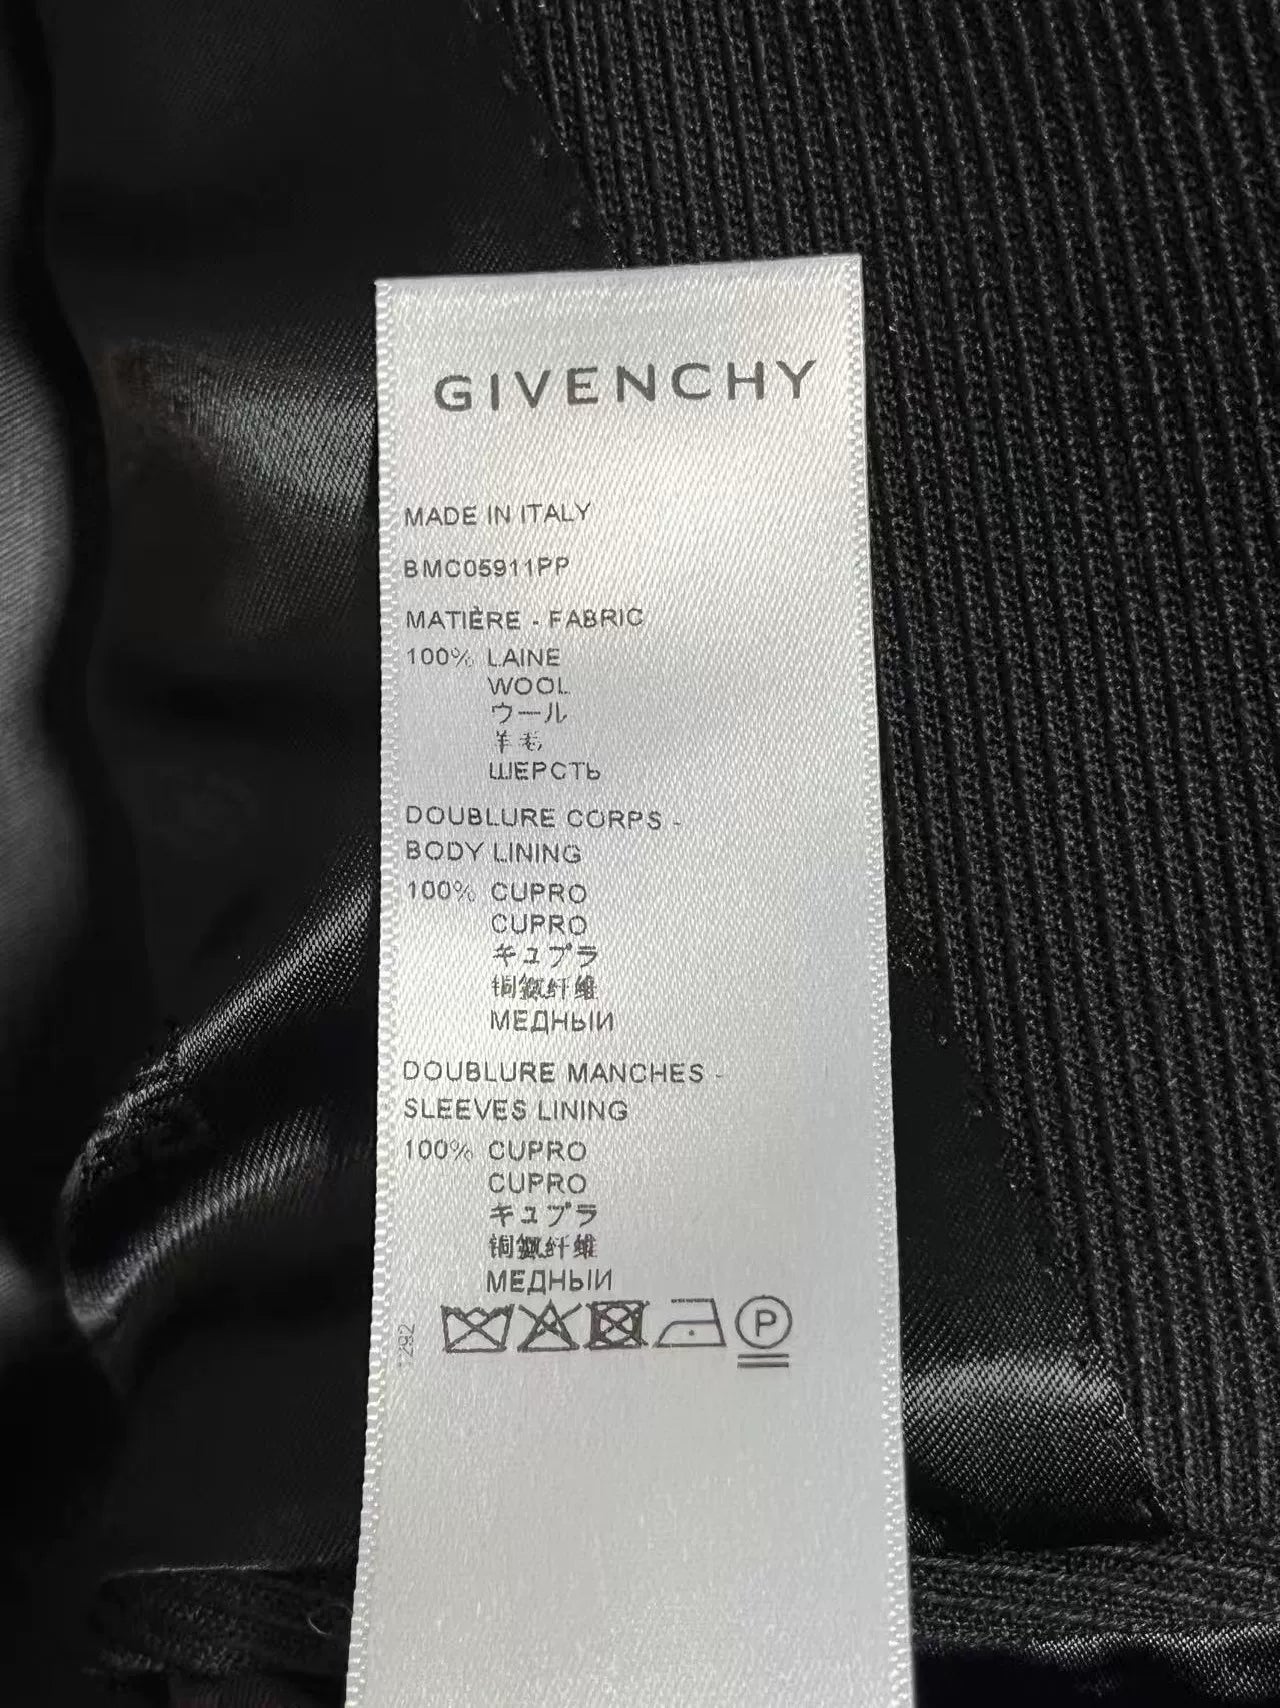 GIVENCHY
MADE IN ITALY
BMC05911PP
MATIÈRE - FABRIC
100% LAINE
WOOL
ウール
羊毛
ШЕРСТЬ
DOUBLURE CORPS -
BODY LINING
100% CUPRO
CUPRO
キュプラ
铜氨纤维
МЕДНЫЙ
DOUBLURE MANCHES -
SLEEVES LINING
100% CUPRO
CUPRO
キュプラ
铜氨纤维
МЕДНЫЙ
P
1292